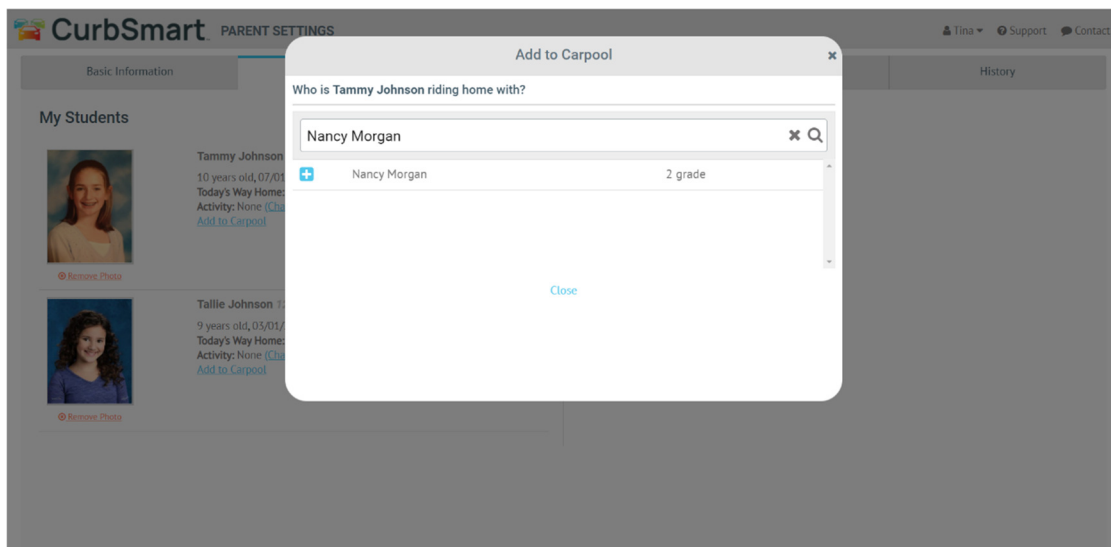 CurbSmart PARENT SETTINGS
Tina Support Contact
Basic Information
History
Add to Carpool
Who is Tammy Johnson riding home with?
Nancy Morgan
Nancy Morgan 2 grade
Close
My Students
Tammy Johnson
10 years old, 07/01
Today's Way Home:
Activity: None (Cha
Add to Carpool
Remove Photo
Tallie Johnson
9 years old, 03/01/
Today's Way Home:
Activity: None (Cha
Add to Carpool
Remove Photo